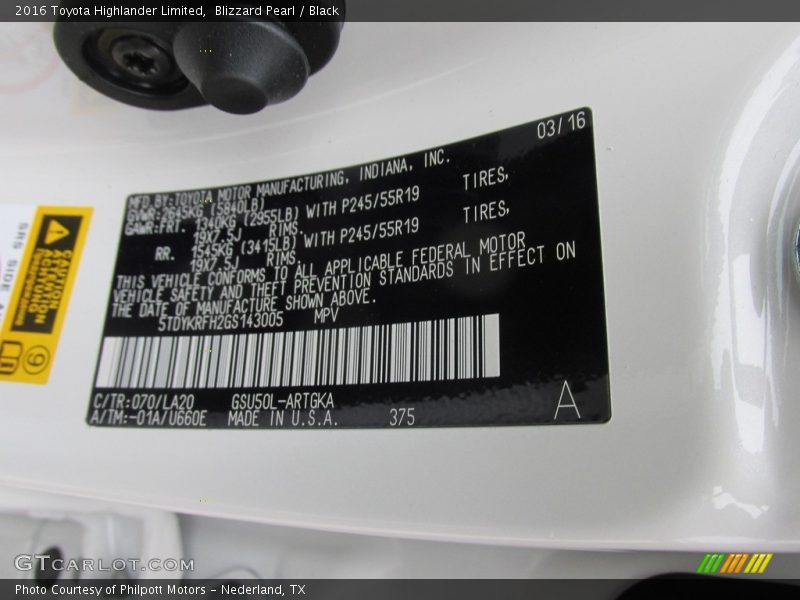 2016 Toyota Highlander Limited,  Blizzard Pearl / Black
03/16
MFD.BY:TOYOTA MOTOR MANUFACTURING, INDIANA, INC.
GVWR:2645KG (5840LB)
GAWR:FRT. 1340KG (2955LB) WITH P245/55R19 TIRES,
19X7.5J RIMS.
RR. 1545KG (3415LB) WITH P245/55R19 TIRES,
19X7.5J RIMS.
THIS VEHICLE CONFORMS TO ALL APPLICABLE FEDERAL MOTOR
VEHICLE SAFETY AND THEFT PREVENTION STANDARDS IN EFFECT ON
THE DATE OF MANUFACTURE SHOWN ABOVE.
5TDYKRFH2GS143005 MPV
C/TR:070/LA20 GSU50L-ARTGKA
A/TM:-01A/U660E MADE IN U.S.A. 375
A
SRS SIDE
CAUTION
GTCARLOT.COM
Photo Courtesy of Philpott Motors - Nederland, TX